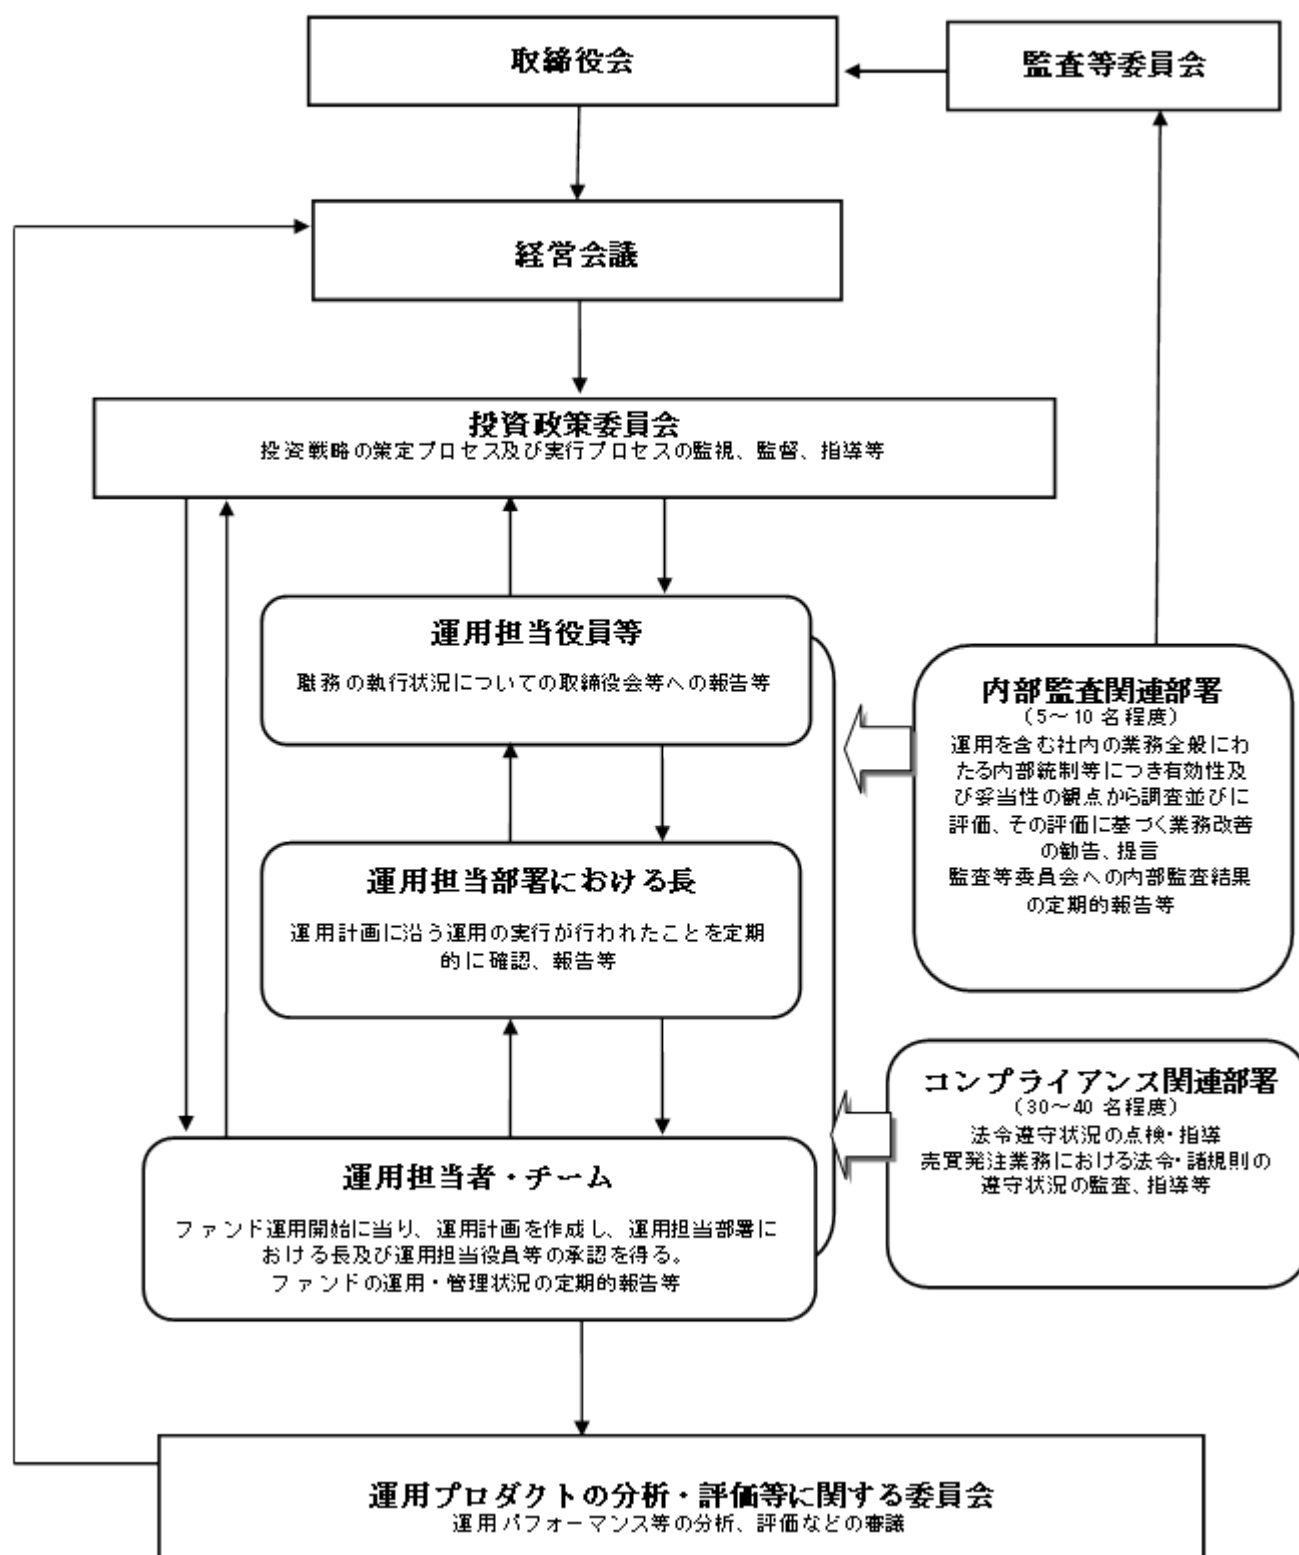 取締役会
監査等委員会
経営会議
投資政策委員会
投資戦略の策定プロセス及び実行プロセスの監視、監督、指導等
運用担当役員等
職務の執行状況についての取締役会等への報告等
内部監査関連部署
（5～10 名程度）
運用を含む社内の業務全般にわ
たる内部統制等につき有効性及
び妥当性の観点から調査並びに
評価、その評価に基づく業務改善
の勧告、提言
監査等委員会への内部監査結果
の定期的報告等
運用担当部署における長
運用計画に沿う運用の実行が行われたことを定期
的に確認、報告等
コンプライアンス関連部署
（30～40 名程度）
法令遵守状況の点検・指導
売買発注業務における法令・諸規則の
遵守状況の監査、指導等
運用担当者・チーム
ファンド運用開始に当り、運用計画を作成し、運用担当部署に
おける長及び運用担当役員等の承認を得る。
ファンドの運用・管理状況の定期的報告等
運用プロダクトの分析・評価等に関する委員会
運用パフォーマンス等の分析、評価などの審議